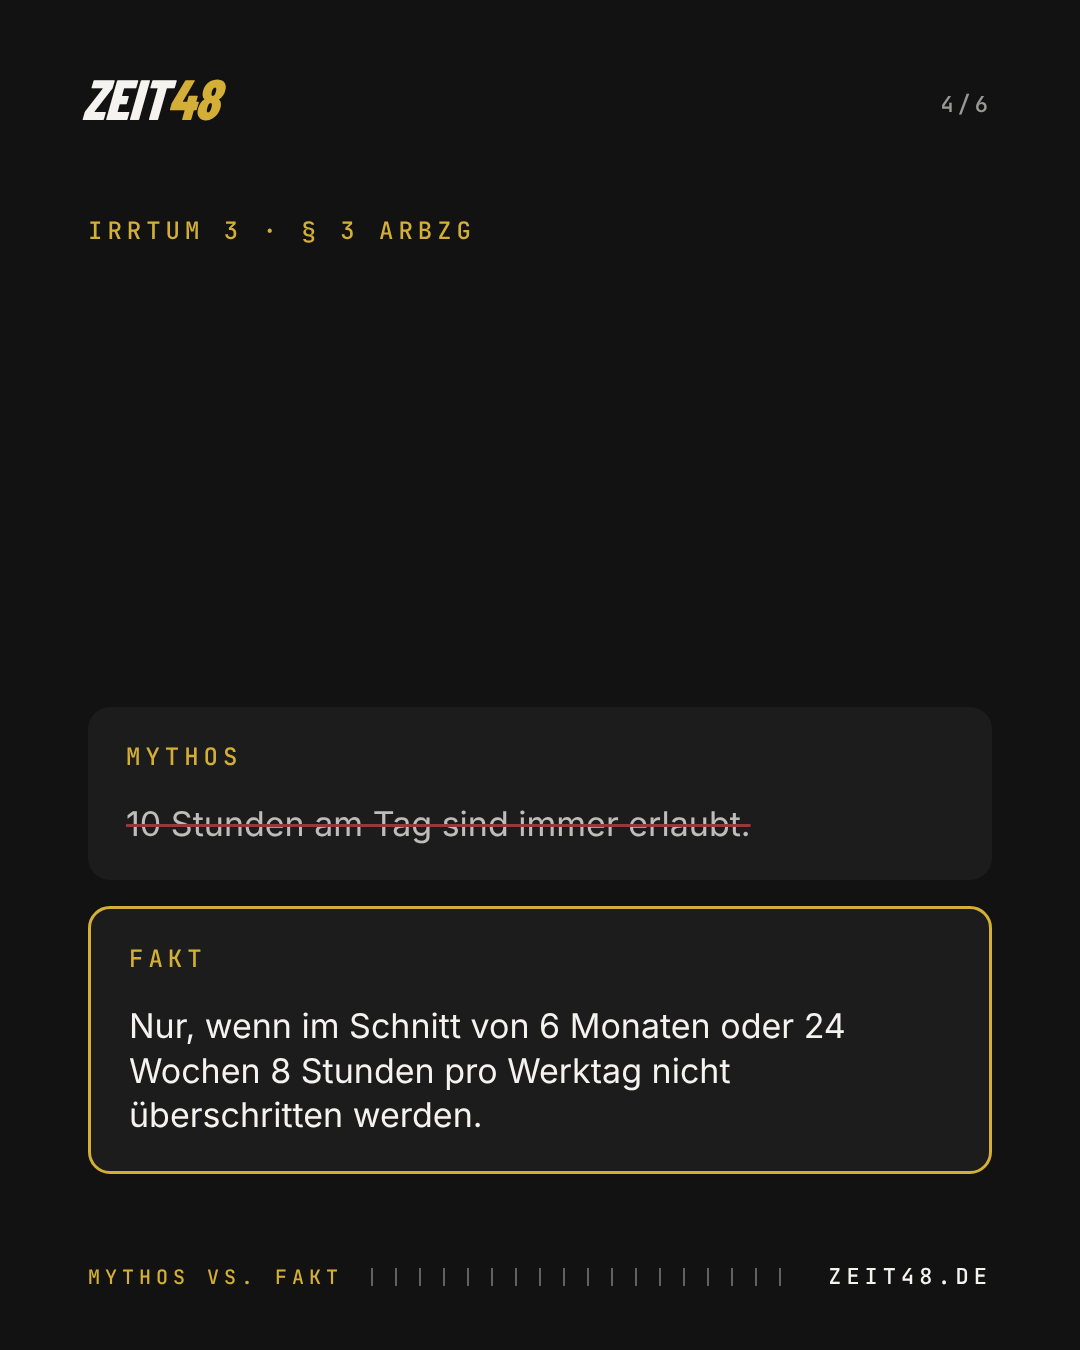 ZEIT48
4/6
IRRTUM 3 · § 3 ARBZG
MYTHOS
10 Stunden am Tag sind immer erlaubt.
FAKT
Nur, wenn im Schnitt von 6 Monaten oder 24
Wochen 8 Stunden pro Werktag nicht
überschritten werden.
MYTHOS VS. FAKT
ZEIT48.DE